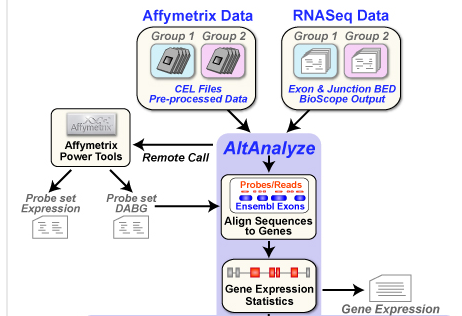 Affymetrix Data
RNASeq Data
Group 1
Group 2
Group 1
Group 2
CEL Files
Pre-processed Data
Exon & Junction BED
BioScope Output
Affymetrix
Affymetrix
Power Tools
Remote Call
AltAnalyze
Probe set
Expression
Probe set
DABG
Probes/Reads
Ensembl Exons
Align Sequences
to Genes
Gene Expression
Statistics
Gene Expression